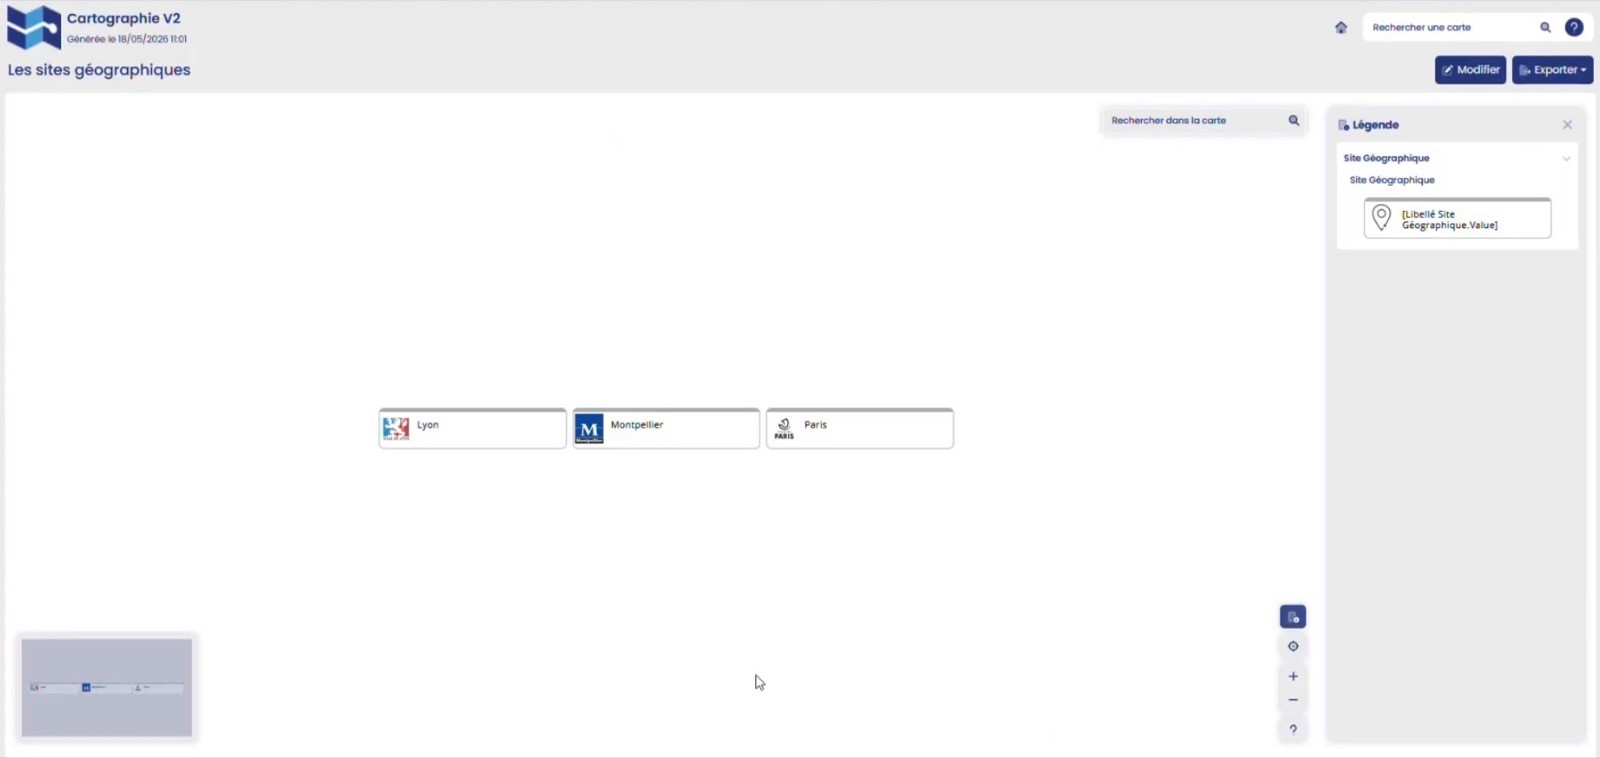 Cartographie V2
Générée le 18/05/2026 11:01
Rechercher une carte
?
Les sites géographiques
Modifier
Exporter
Rechercher dans la carte
Légende
Site Géographique
Site Géographique
[Libellé Site
Géographique.Value]
Lyon
M
Montpellier
PARIS
Paris
+
−
?